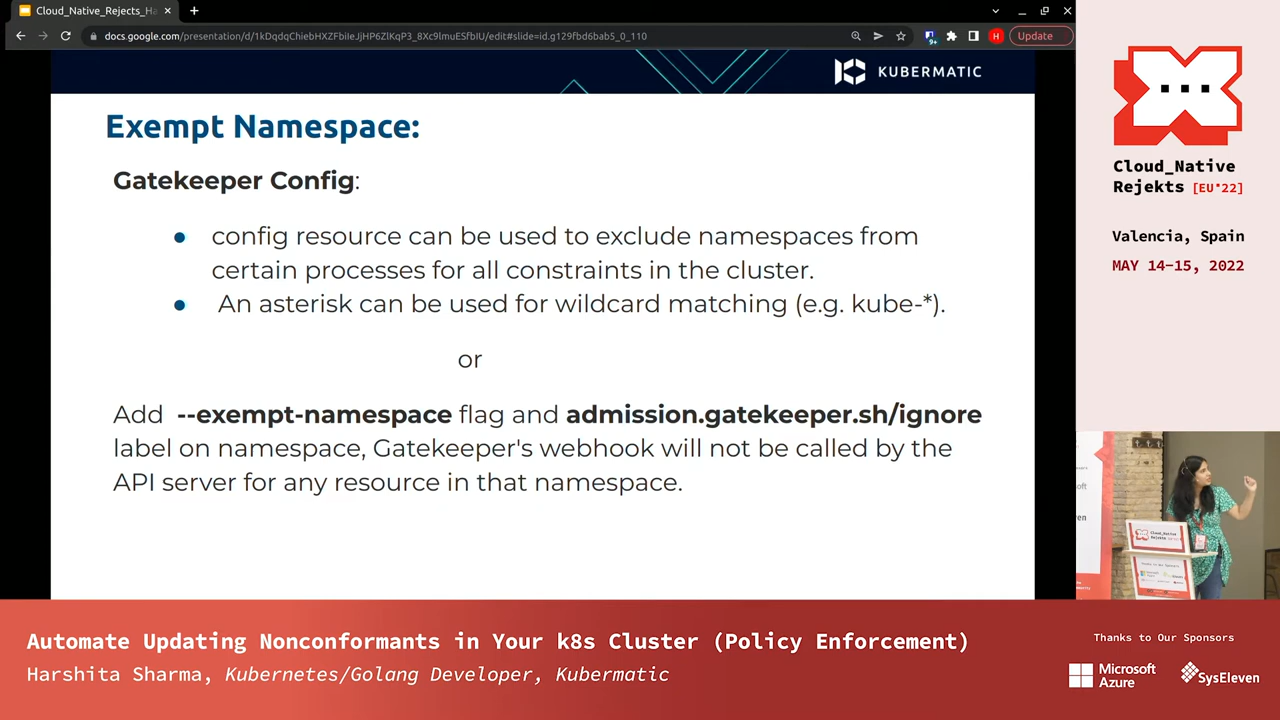 Cloud_Native_Rejects_Ha
docs.google.com/presentation/d/1kDqdqChiebHXZFbiIeJjHP6ZlKqP3_8Xc9lmuESfbIU/edit#slide=id.g129fbd6bab5_0_110
9+
H
Update
KUBERMATIC
Exempt Namespace:
Gatekeeper Config:
● config resource can be used to exclude namespaces from
certain processes for all constraints in the cluster.
● An asterisk can be used for wildcard matching (e.g. kube-*).
or
Add --exempt-namespace flag and admission.gatekeeper.sh/ignore
label on namespace, Gatekeeper's webhook will not be called by the
API server for any resource in that namespace.
Cloud_Native
Rejekts [EU*22]
Valencia, Spain
MAY 14-15, 2022
Cloud_Native
Rejekts
Automate Updating Nonconformants in Your k8s Cluster (Policy Enforcement)
Harshita Sharma, Kubernetes/Golang Developer, Kubermatic
Thanks to Our Sponsors
Microsoft
Azure
SysEleven